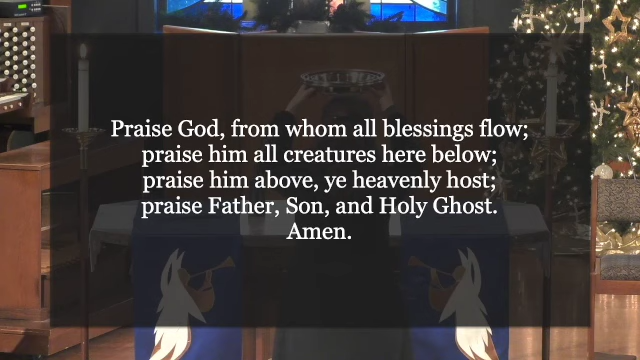 Praise God, from whom all blessings flow;
praise him all creatures here below;
praise him above, ye heavenly host;
praise Father, Son, and Holy Ghost.
Amen.